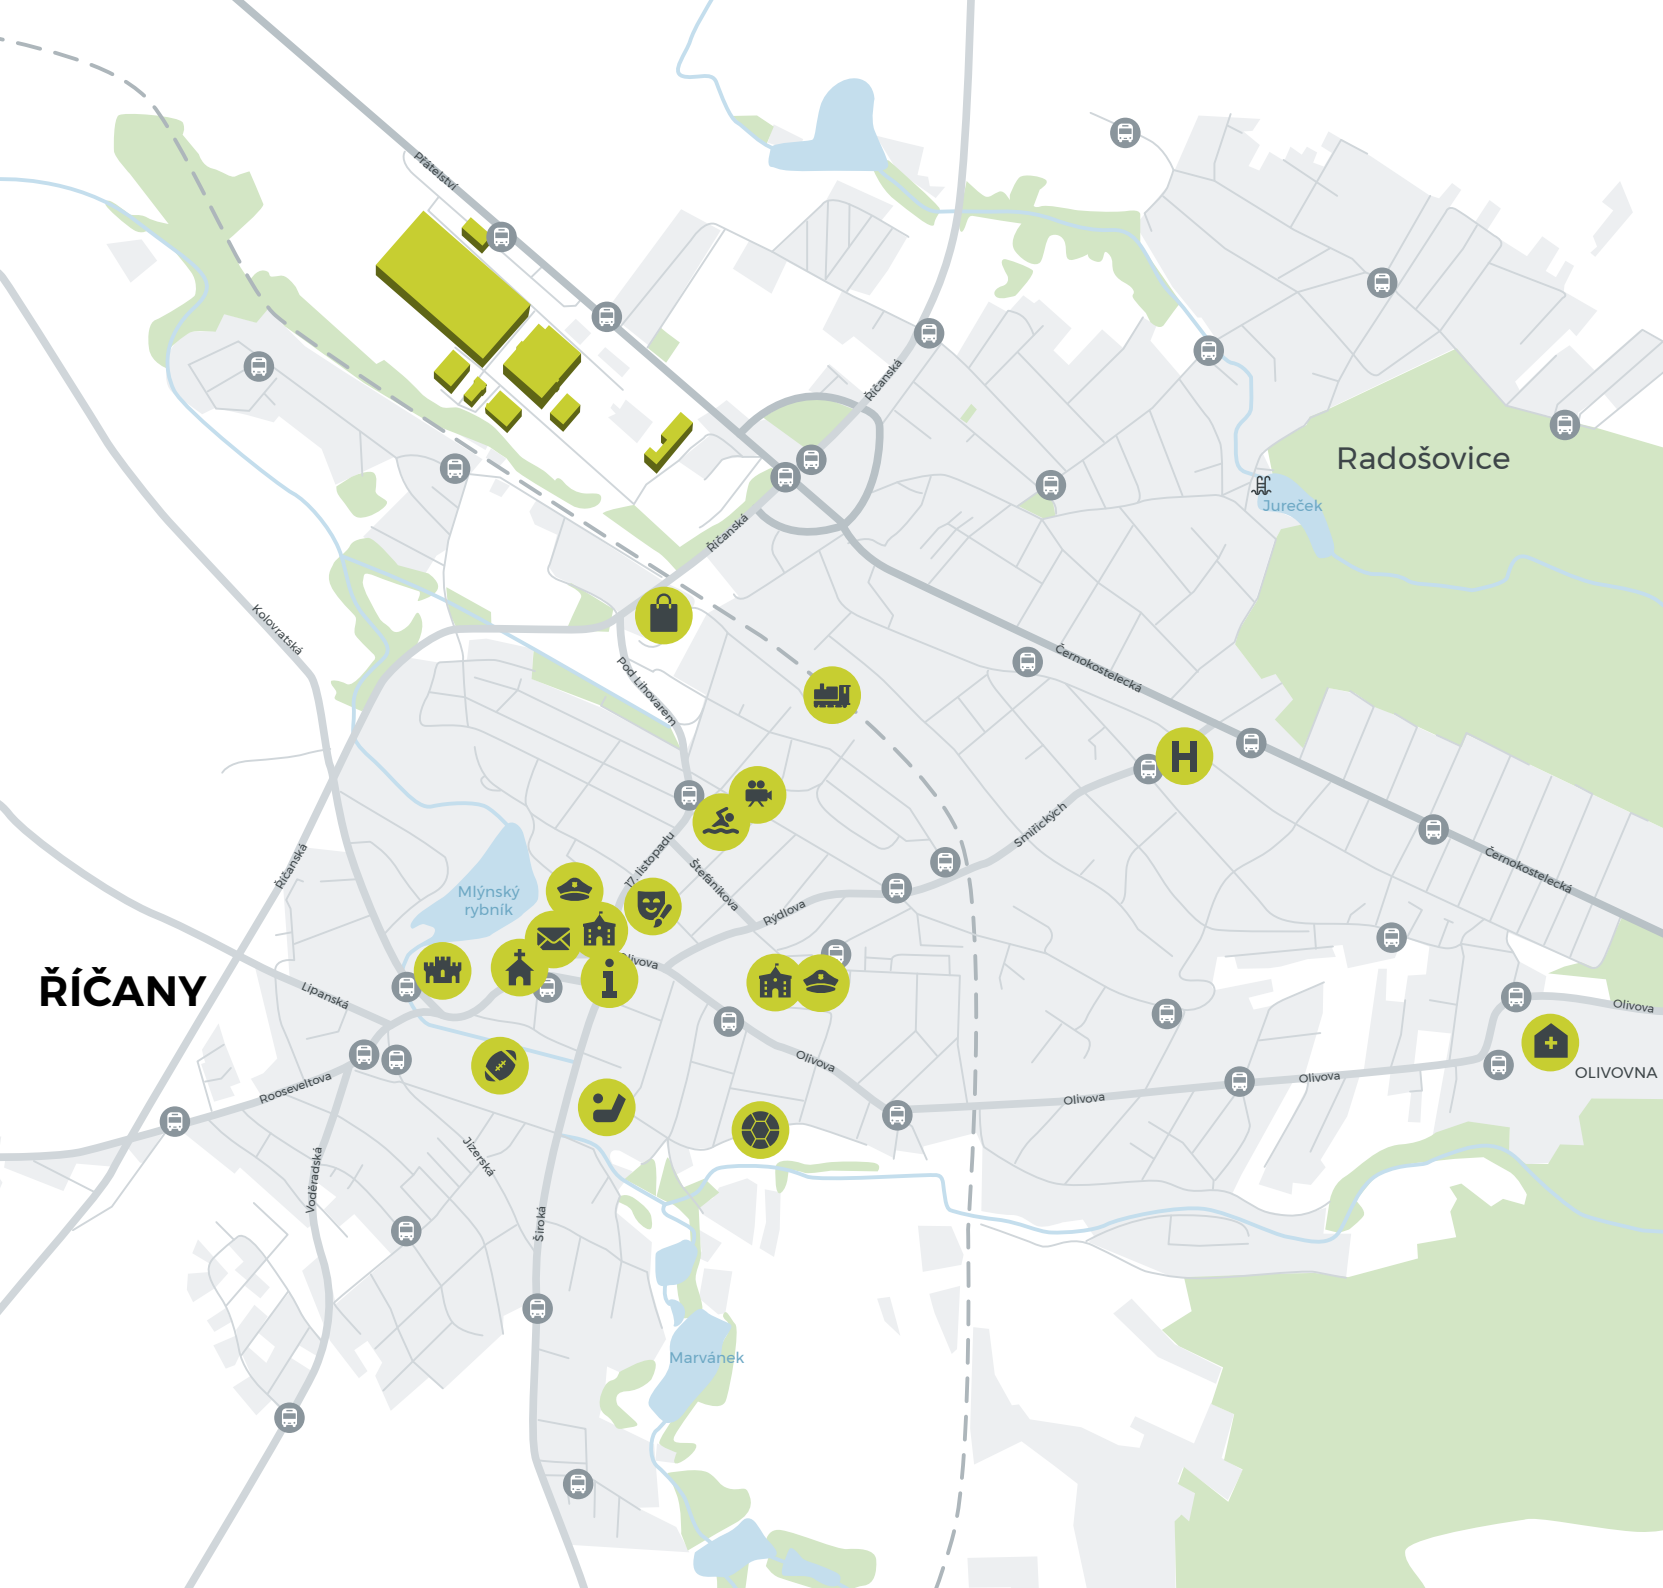 Přátelství
Říčanská
Radošovice
Jureček
Říčanská
Kolovratská
Pod Lihovarem
Černokostelecká
H
Smiřických
Černokostelecká
17. listopadu
Štefánikova
Říčanská
Mlýnský
rybník
Rýdlova
Olivova
i
ŘÍČANY
Lipanská
Olivova
Olivova
OLIVOVNA
Olivova
Olivova
Rooseveltova
Jizerská
Voděradská
Široká
Marvánek